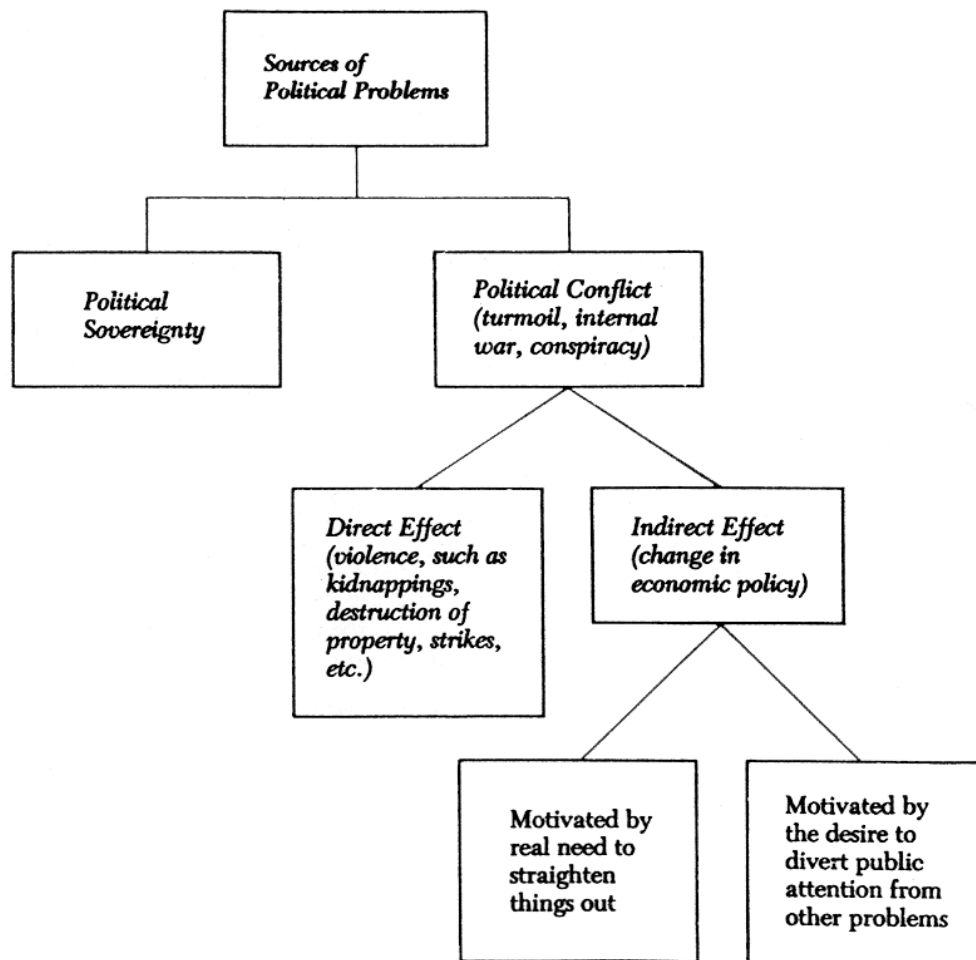 Sources of
Political Problems
Political
Sovereignty
Political Conflict
(turmoil, internal
war, conspiracy)
Direct Effect
(violence, such as
kidnappings,
destruction of
property, strikes,
etc.)
Indirect Effect
(change in
economic policy)
Motivated by
real need to
straighten
things out
Motivated by
the desire to
divert public
attention from
other problems